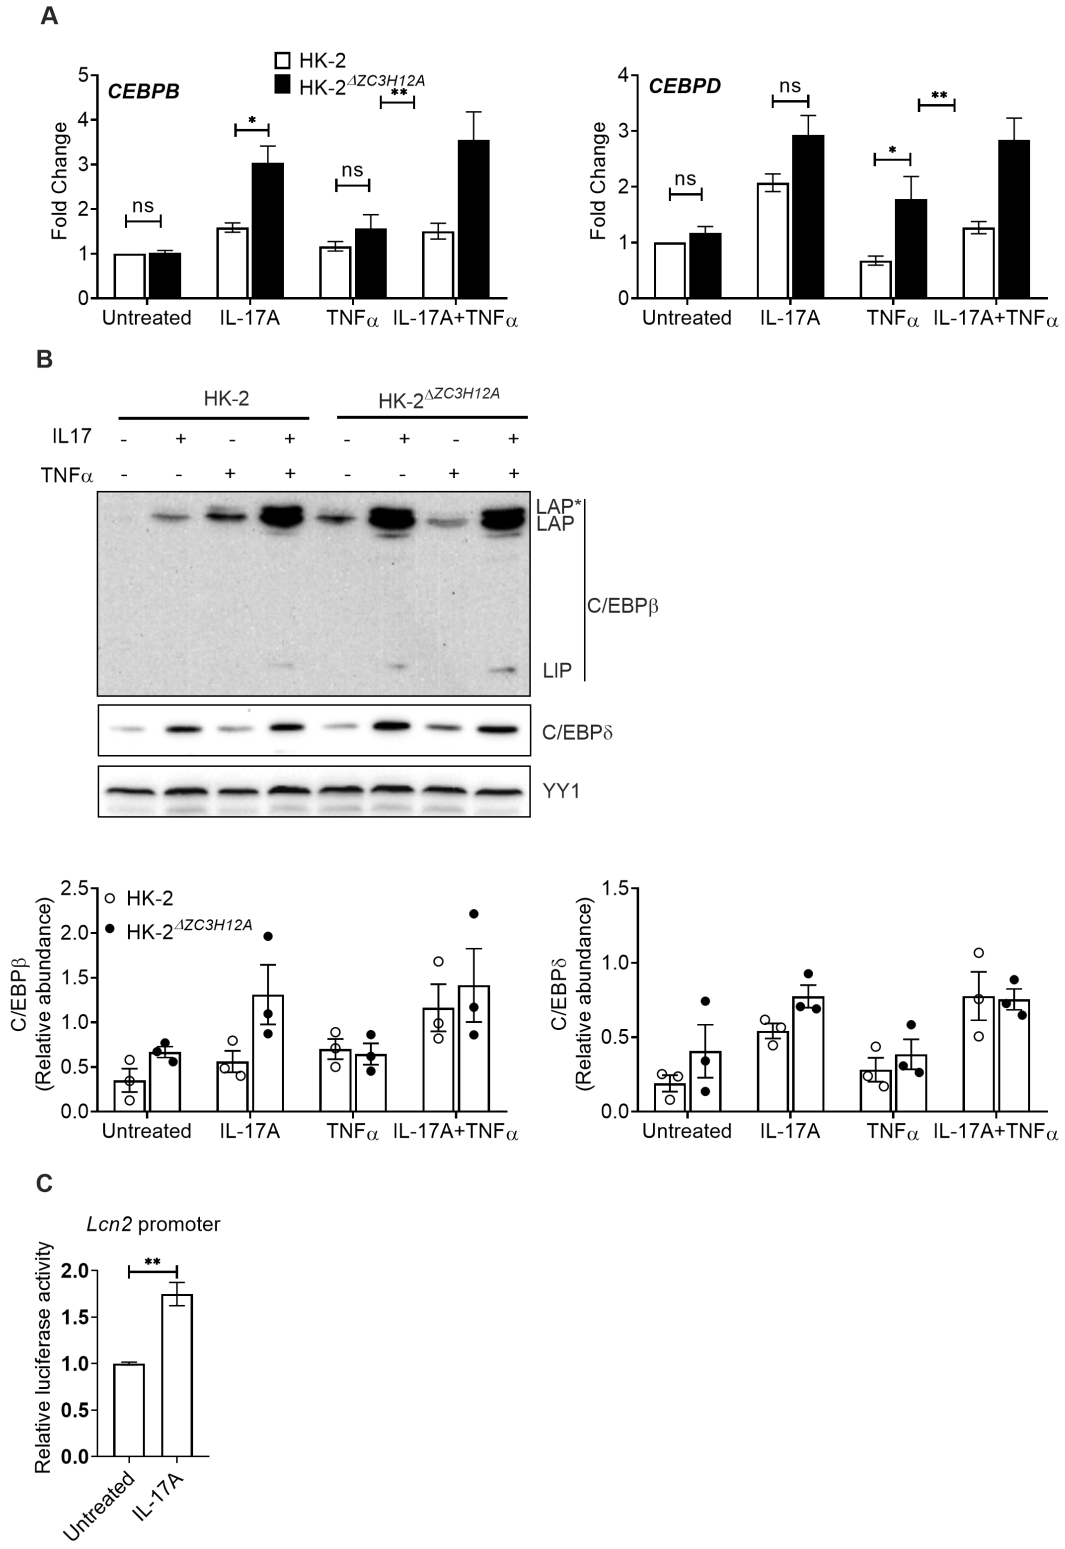 A
HK-2
HK-2ΔZC3H12A
CEBPB
Fold Change
5
4
3
2
1
0
ns
*
ns
**
Untreated
IL-17A
TNFα
IL-17A+TNFα
CEBPD
Fold Change
4
3
2
1
0
ns
ns
*
**
Untreated
IL-17A
TNFα
IL-17A+TNFα
B
HK-2
HK-2ΔZC3H12A
IL17 - + - + - + - +
TNFα - - + + - - + +
LAP*
LAP
C/EBPβ
LIP
C/EBPδ
YY1
C/EBPβ
(Relative abundance)
2.5
2.0
1.5
1.0
0.5
0.0
HK-2
HK-2ΔZC3H12A
Untreated
IL-17A
TNFα
IL-17A+TNFα
C/EBPδ
(Relative abundance)
1.5
1.0
0.5
0.0
Untreated
IL-17A
TNFα
IL-17A+TNFα
C
Lcn2 promoter
Relative luciferase activity
2.0
1.5
1.0
0.5
0.0
**
Untreated
IL-17A